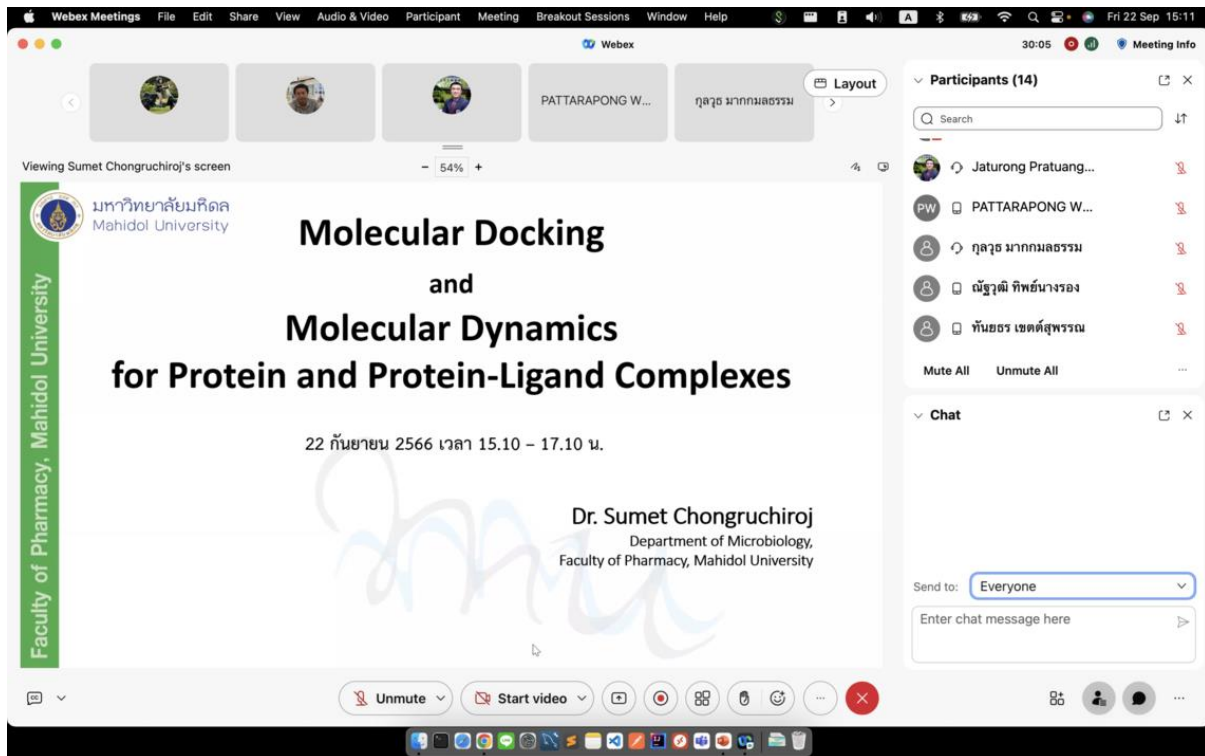 Webex Meetings File Edit Share View Audio & Video Participant Meeting Breakout Sessions Window Help Fri 22 Sep 15:11
Webex
30:05 Meeting Info
PATTARAPONG W...
กุลวุธ มากกมลธรรม
Layout
Viewing Sumet Chongruchiroj's screen
− 54% +
มหาวิทยาลัยมหิดล
Mahidol University
Faculty of Pharmacy, Mahidol University
Molecular Docking
and
Molecular Dynamics
for Protein and Protein-Ligand Complexes
22 กันยายน 2566 เวลา 15.10 – 17.10 น.
Dr. Sumet Chongruchiroj
Department of Microbiology,
Faculty of Pharmacy, Mahidol University
Participants (14)
Search
Jaturong Pratuang...
PW PATTARAPONG W...
กุลวุธ มากกมลธรรม
ณัฐวุฒิ ทิพย์นางรอง
ทันยธร เขตต์สุพรรณ
Mute All Unmute All
Chat
Send to: Everyone
Enter chat message here
Unmute
Start video